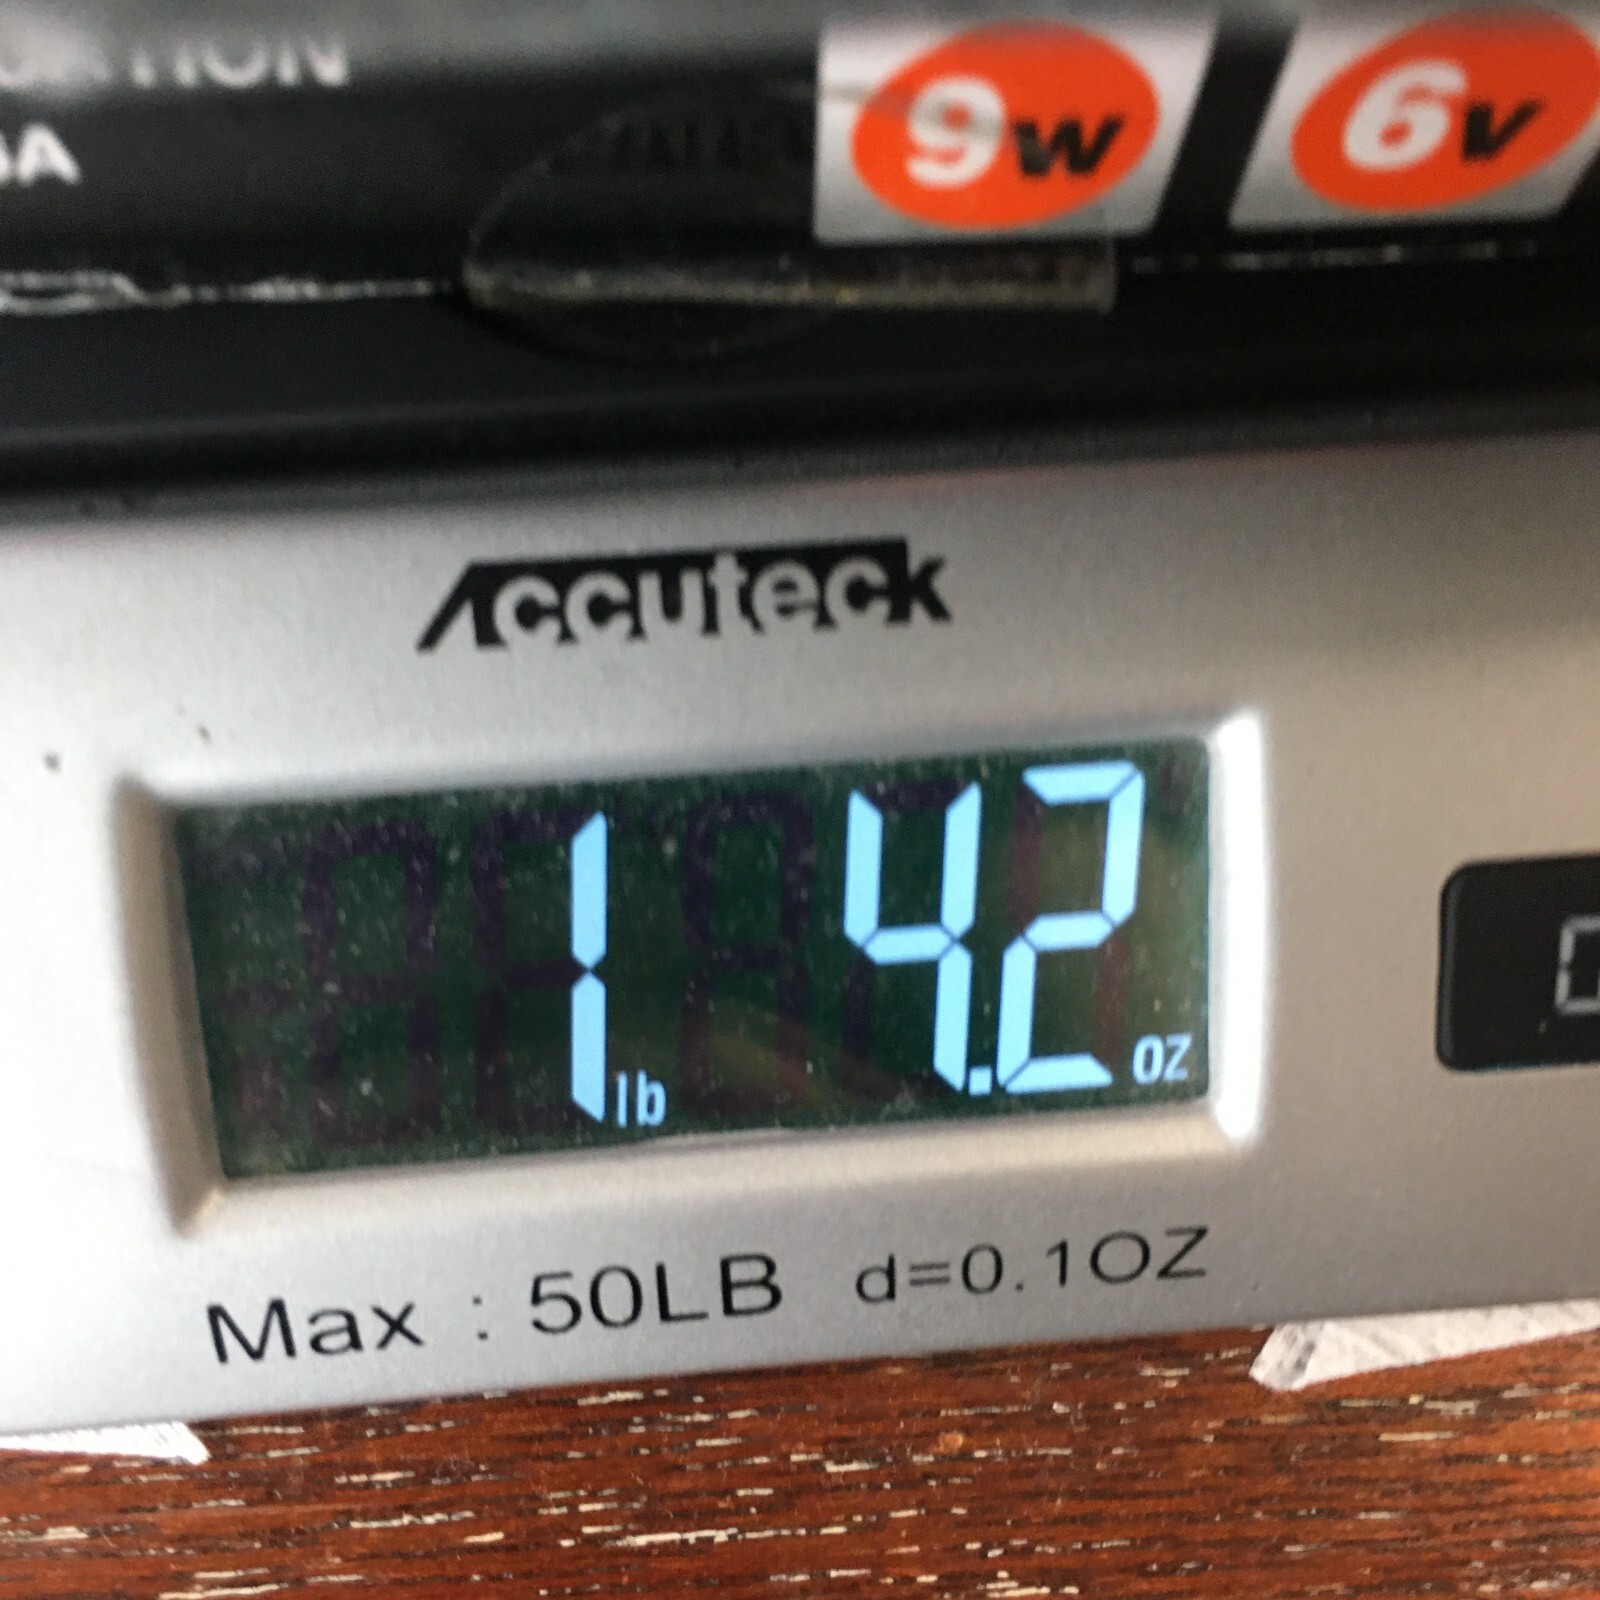 9w 6v
Accuteck
1 lb 4.2 oz
Max : 50LB d=0.1OZ